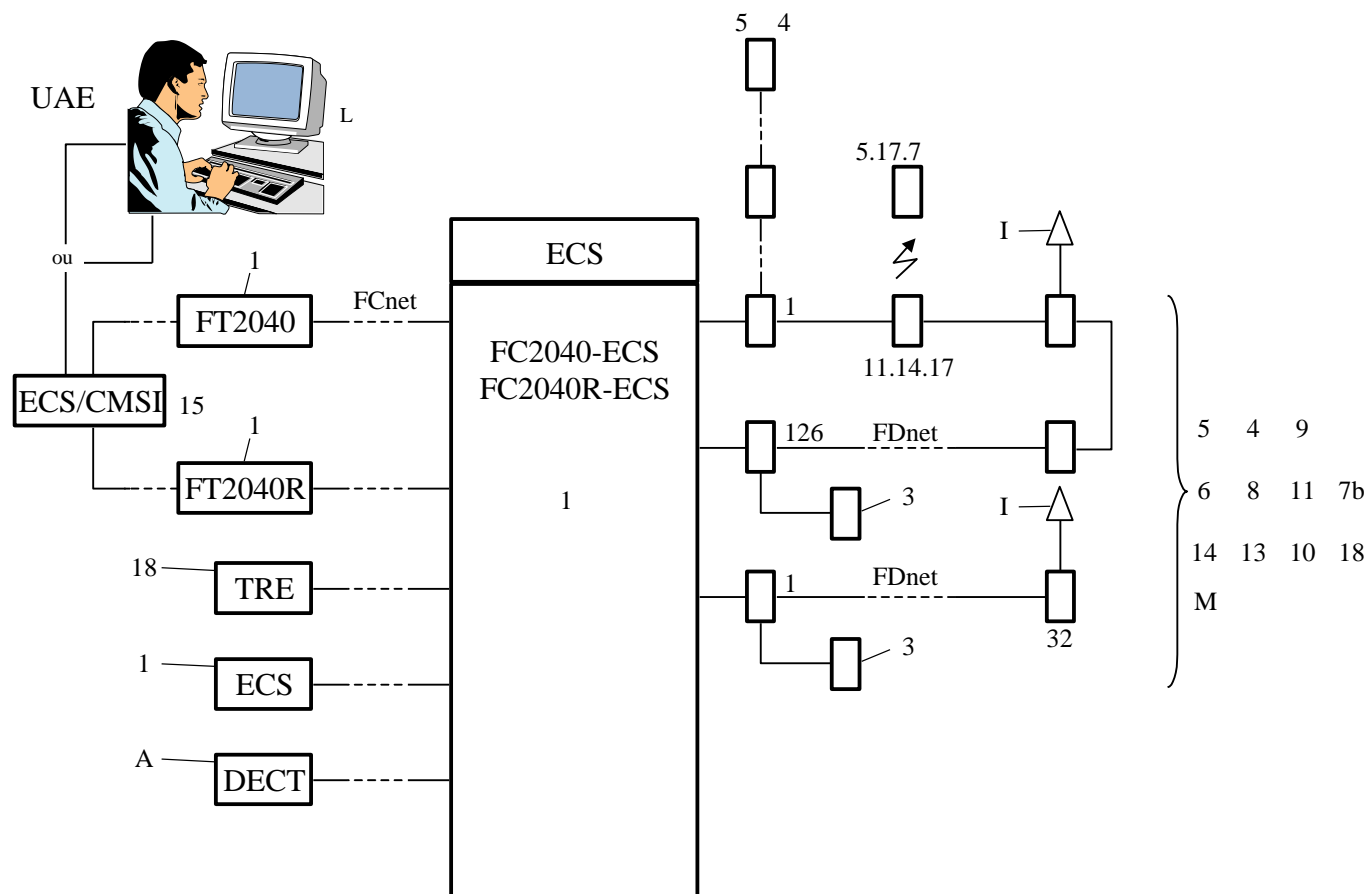 5 4
UAE
L
5.17.7
I
ou
ECS
1
FT2040
FCnet
1
FC2040-ECS
FC2040R-ECS
11.14.17
ECS/CMSI
15
1
126
FDnet
5 4 9
FT2040R
1
3
I
6 8 11 7b
18
TRE
1
FDnet
14 13 10 18
M
32
1
ECS
3
A
DECT